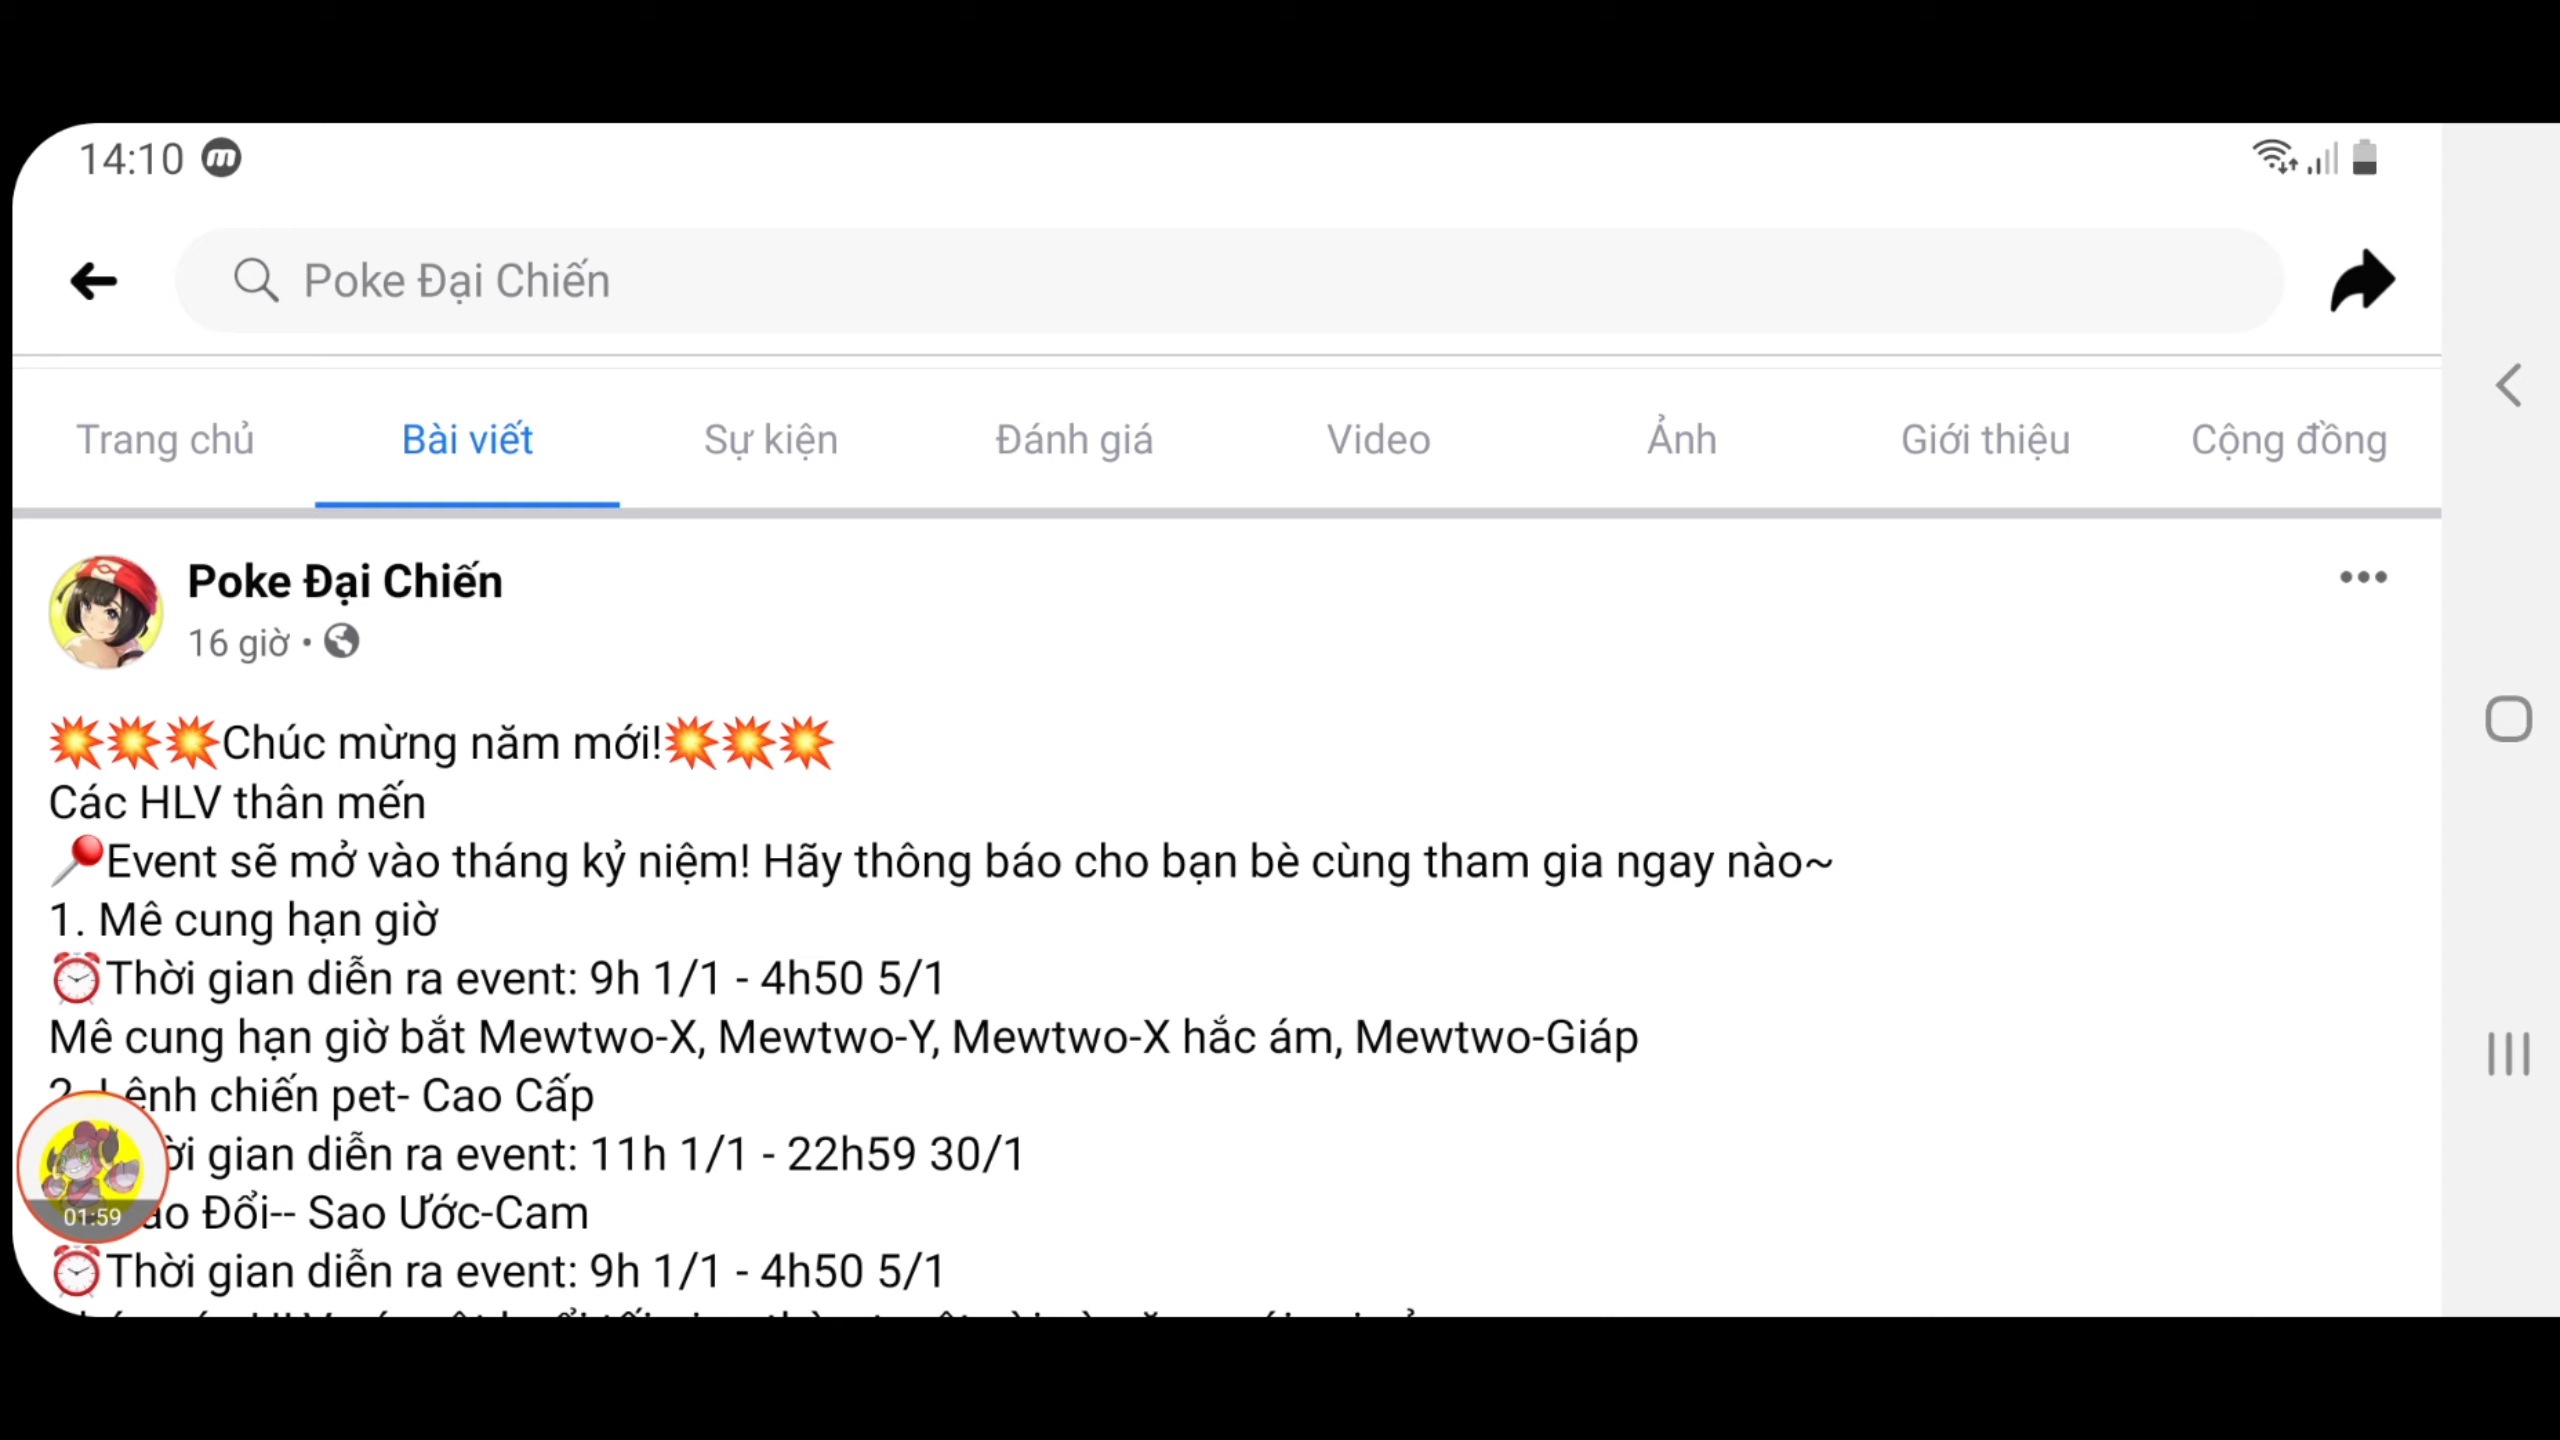 14:10
Poke Đại Chiến
Trang chủ Bài viết Sự kiện Đánh giá Video Ảnh Giới thiệu Cộng đồng
Poke Đại Chiến
16 giờ •
💥💥💥Chúc mừng năm mới!💥💥💥
Các HLV thân mến
📍Event sẽ mở vào tháng kỷ niệm! Hãy thông báo cho bạn bè cùng tham gia ngay nào~
1. Mê cung hạn giờ
⏰Thời gian diễn ra event: 9h 1/1 - 4h50 5/1
Mê cung hạn giờ bắt Mewtwo-X, Mewtwo-Y, Mewtwo-X hắc ám, Mewtwo-Giáp
2. Lệnh chiến pet- Cao Cấp
gian diễn ra event: 11h 1/1 - 22h59 30/1
Đổi-- Sao Ước-Cam
01:59
⏰Thời gian diễn ra event: 9h 1/1 - 4h50 5/1